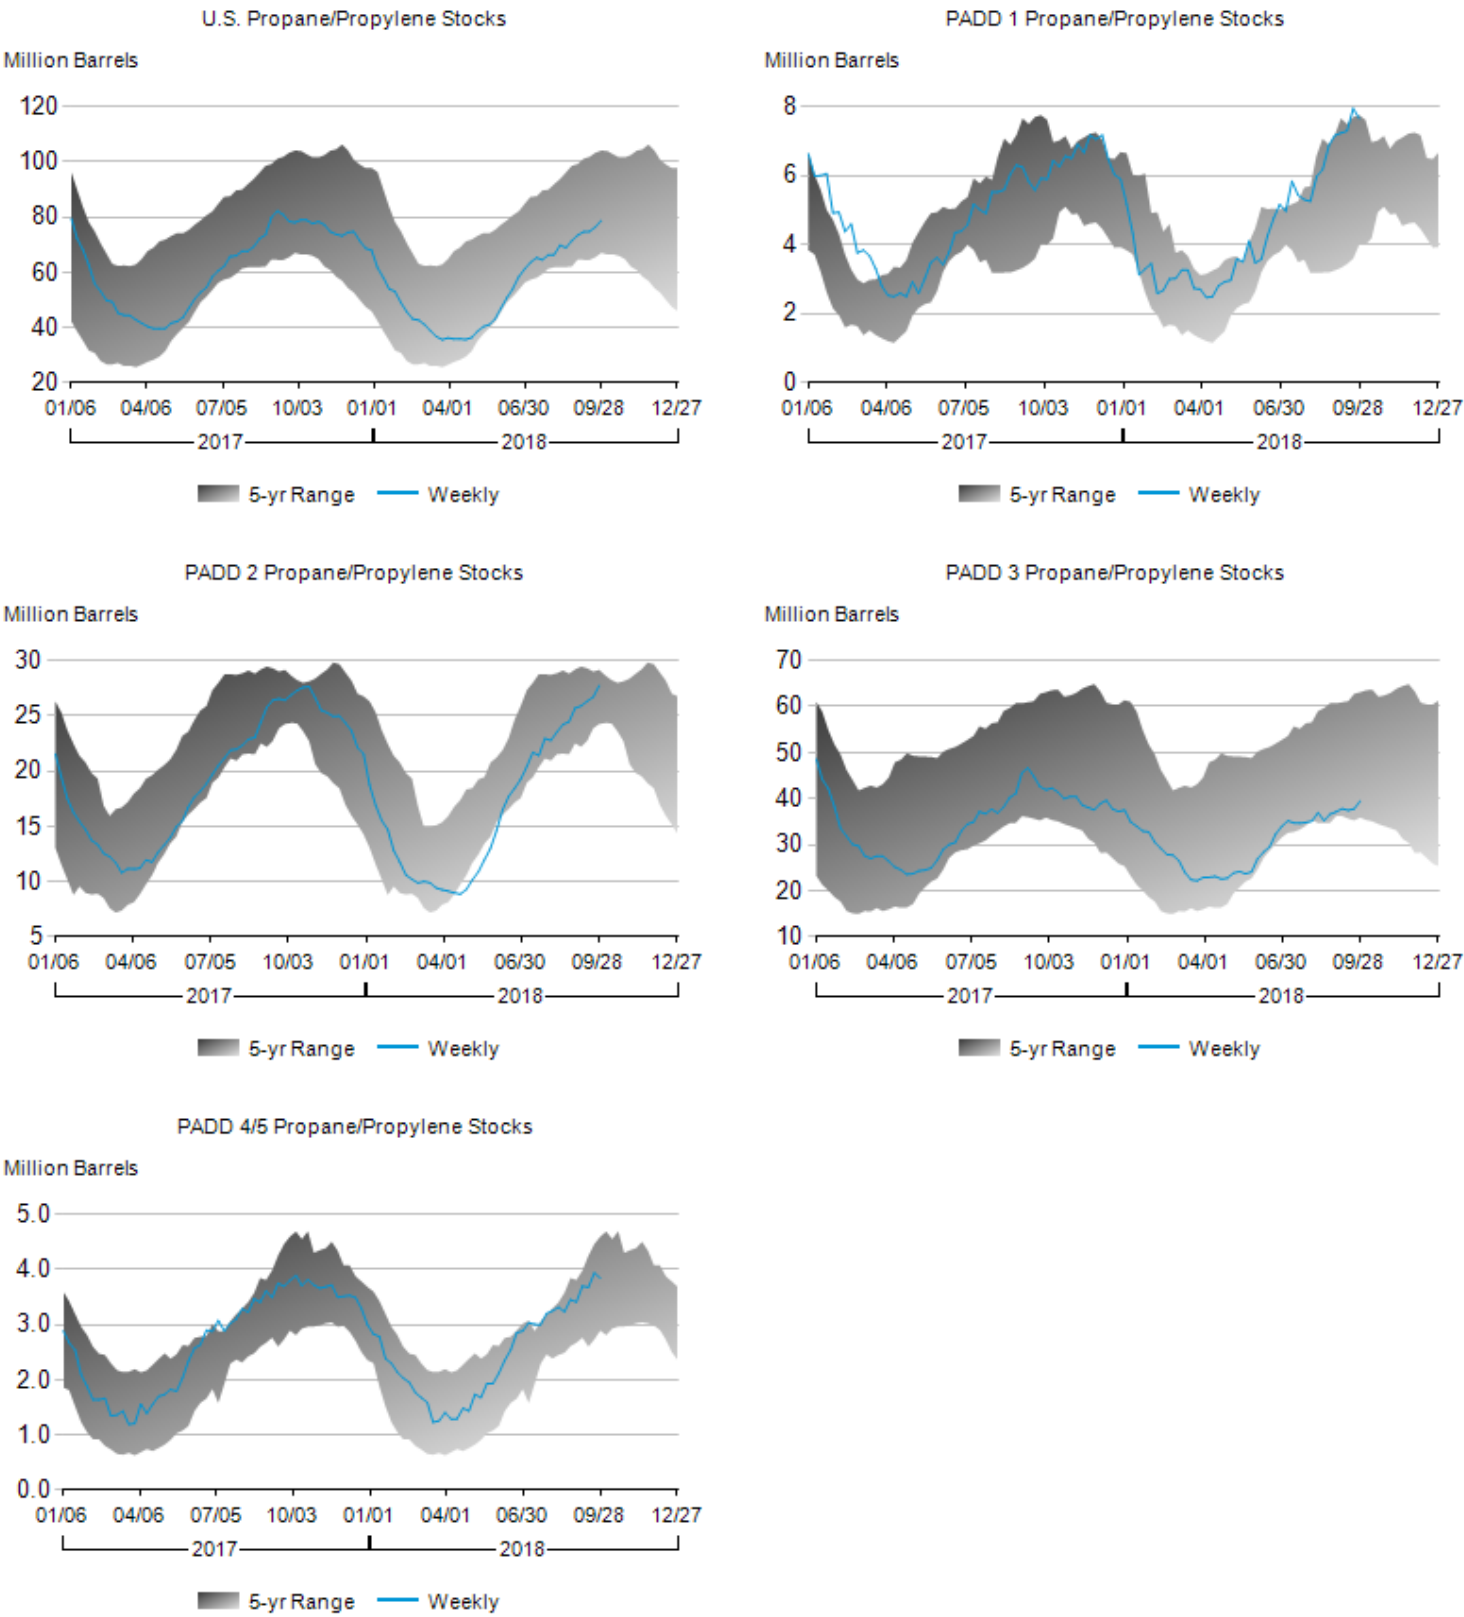 U.S. Propane/Propylene Stocks
Million Barrels
120
100
80
60
40
20
01/06 04/06 07/05 10/03 01/01 04/01 06/30 09/28 12/27
2017 2018
5-yr Range Weekly
PADD 1 Propane/Propylene Stocks
Million Barrels
8
6
4
2
0
01/06 04/06 07/05 10/03 01/01 04/01 06/30 09/28 12/27
2017 2018
5-yr Range Weekly
PADD 2 Propane/Propylene Stocks
Million Barrels
30
25
20
15
10
5
01/06 04/06 07/05 10/03 01/01 04/01 06/30 09/28 12/27
2017 2018
5-yr Range Weekly
PADD 3 Propane/Propylene Stocks
Million Barrels
70
60
50
40
30
20
10
01/06 04/06 07/05 10/03 01/01 04/01 06/30 09/28 12/27
2017 2018
5-yr Range Weekly
PADD 4/5 Propane/Propylene Stocks
Million Barrels
5.0
4.0
3.0
2.0
1.0
0.0
01/06 04/06 07/05 10/03 01/01 04/01 06/30 09/28 12/27
2017 2018
5-yr Range Weekly